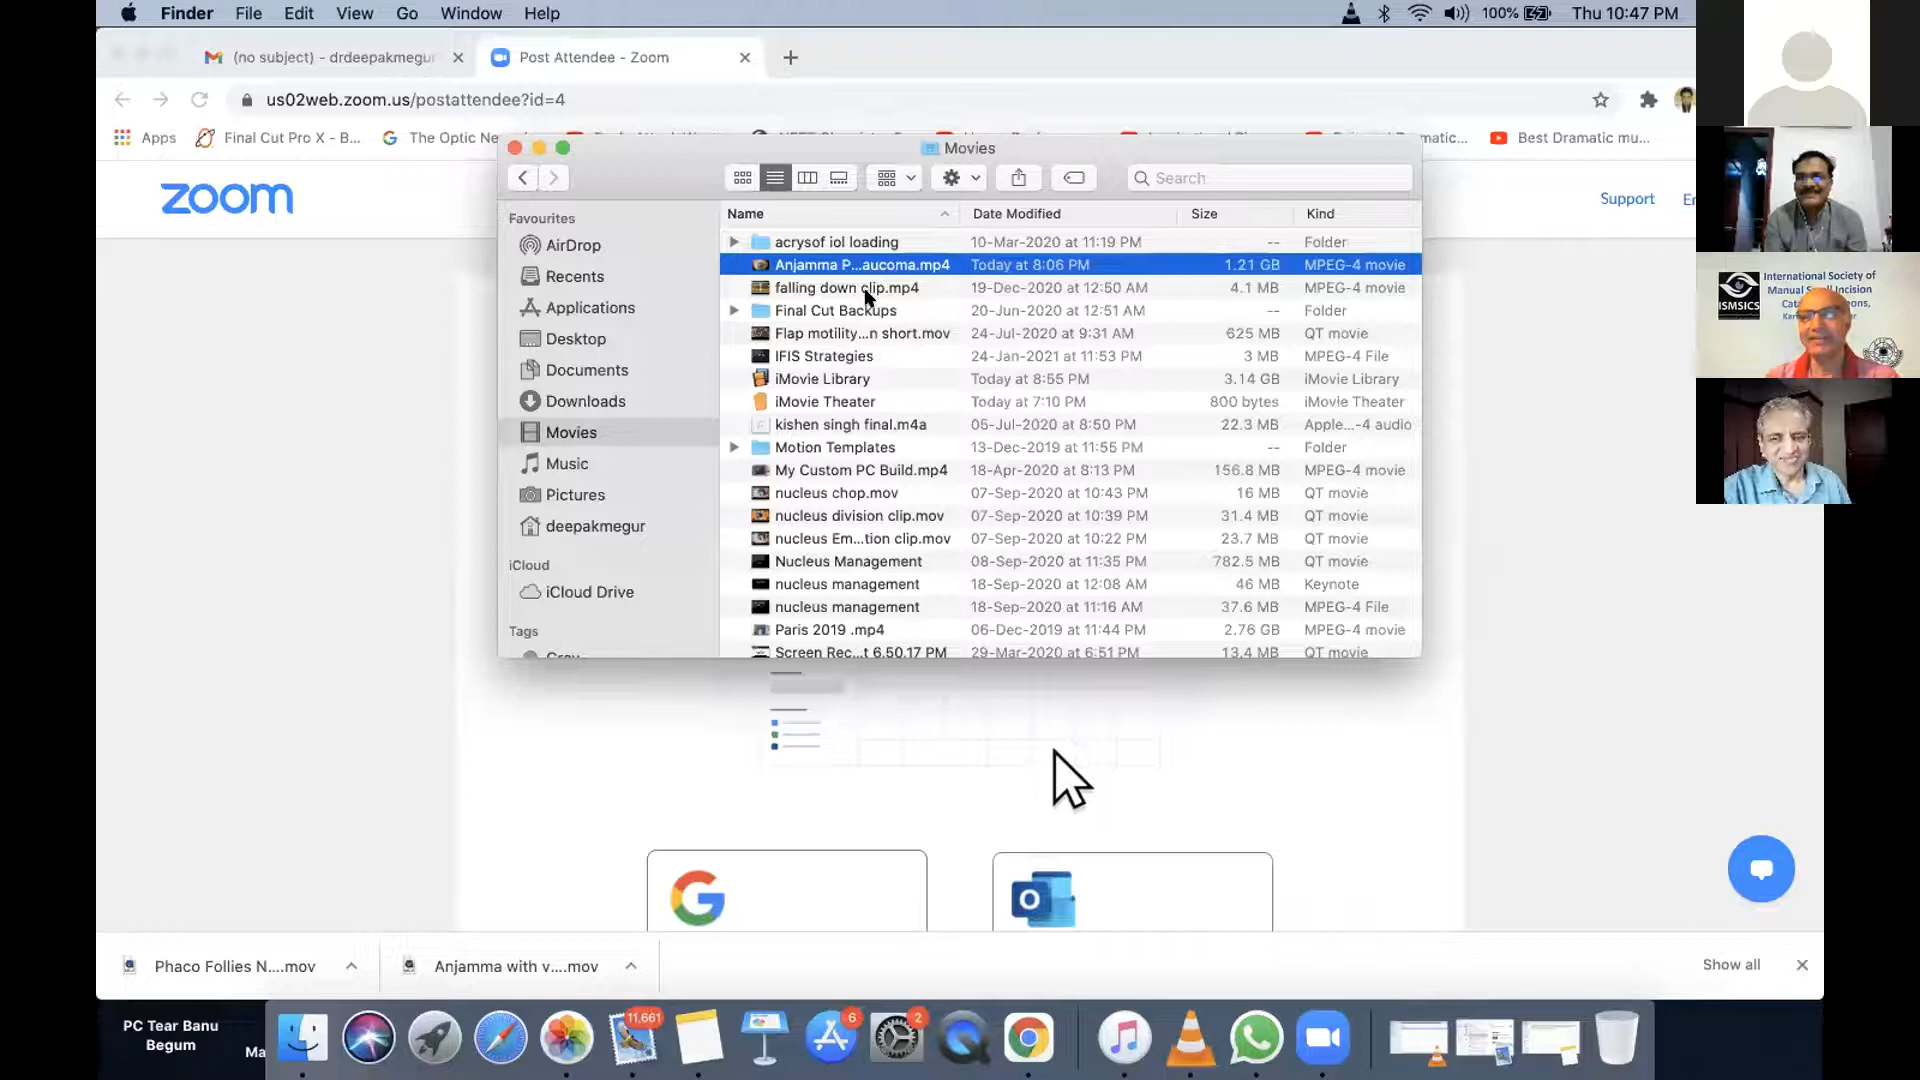 Finder File Edit View Go Window Help 100% Thu 10:47 PM
(no subject) - drdeepakmegur Post Attendee - Zoom
us02web.zoom.us/postattendee?id=4
Apps Final Cut Pro X - B... The Optic Ne matic... Best Dramatic mu...
zoom
Support
Movies
Search
Favourites
AirDrop
Recents
Applications
Desktop
Documents
Downloads
Movies
Music
Pictures
deepakmegur
iCloud
iCloud Drive
Tags
Gray
Name Date Modified Size Kind
acrysof iol loading 10-Mar-2020 at 11:19 PM -- Folder
Anjamma P...aucoma.mp4 Today at 8:06 PM 1.21 GB MPEG-4 movie
falling down clip.mp4 19-Dec-2020 at 12:50 AM 4.1 MB MPEG-4 movie
Final Cut Backups 20-Jun-2020 at 12:51 AM -- Folder
Flap motility...n short.mov 24-Jul-2020 at 9:31 AM 625 MB QT movie
IFIS Strategies 24-Jan-2021 at 11:53 PM 3 MB MPEG-4 File
iMovie Library Today at 8:55 PM 3.14 GB iMovie Library
iMovie Theater Today at 7:10 PM 800 bytes iMovie Theater
kishen singh final.m4a 05-Jul-2020 at 8:50 PM 22.3 MB Apple...-4 audio
Motion Templates 13-Dec-2019 at 11:55 PM -- Folder
My Custom PC Build.mp4 18-Apr-2020 at 8:13 PM 156.8 MB MPEG-4 movie
nucleus chop.mov 07-Sep-2020 at 10:43 PM 16 MB QT movie
nucleus division clip.mov 07-Sep-2020 at 10:39 PM 31.4 MB QT movie
nucleus Em...tion clip.mov 07-Sep-2020 at 10:22 PM 23.7 MB QT movie
Nucleus Management 08-Sep-2020 at 11:35 PM 782.5 MB QT movie
nucleus management 18-Sep-2020 at 12:08 AM 46 MB Keynote
nucleus management 18-Sep-2020 at 11:16 AM 37.6 MB MPEG-4 File
Paris 2019 .mp4 06-Dec-2019 at 11:44 PM 2.76 GB MPEG-4 movie
Screen Rec...t 6.50.17 PM 29-Mar-2020 at 6:51 PM 13.4 MB QT movie
International Society of
Manual Small Incision
ISMSICS
Phaco Follies N....mov Anjamma with v....mov Show all
PC Tear Banu
Begum
Ma
11,661 6 2